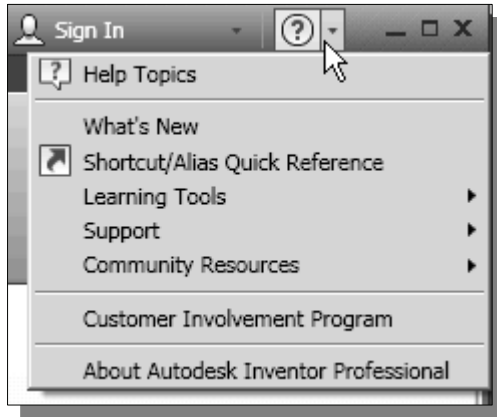 Sign In
Help Topics
What's New
Shortcut/Alias Quick Reference
Learning Tools
Support
Community Resources
Customer Involvement Program
About Autodesk Inventor Professional